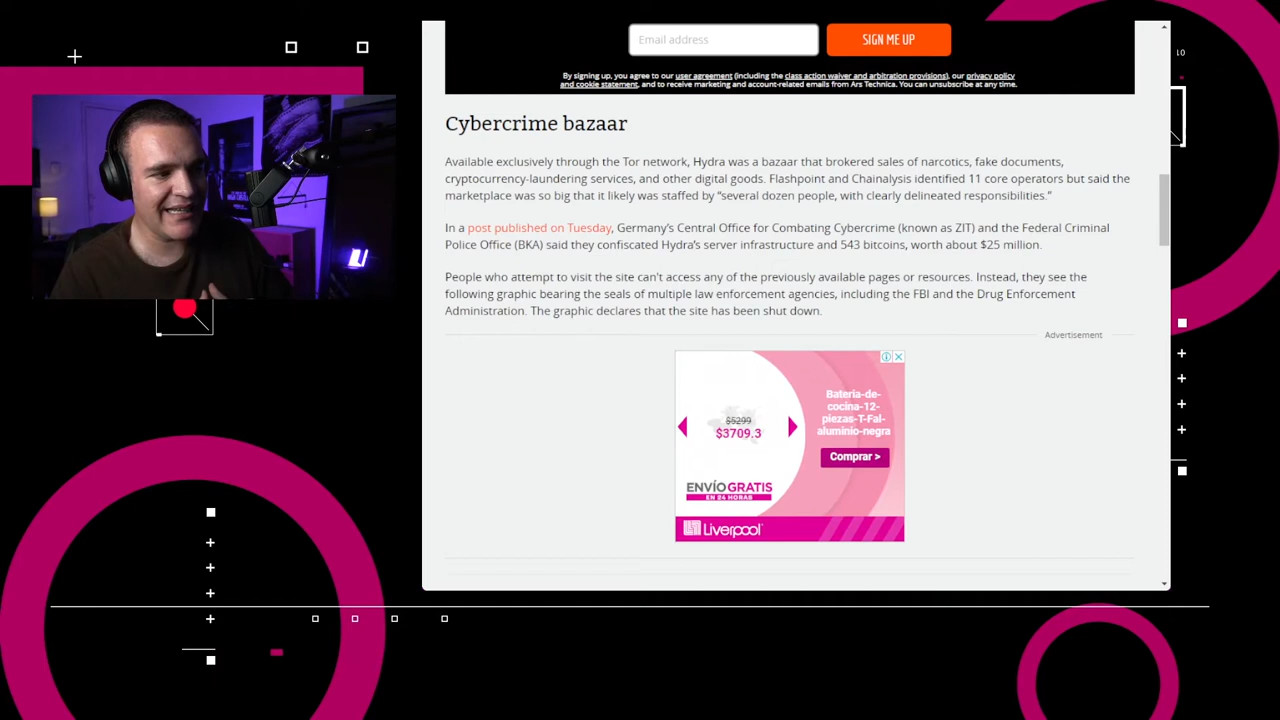 Email address
SIGN ME UP
By signing up, you agree to our user agreement (including the class action waiver and arbitration provisions), our privacy policy
and cookie statement, and to receive marketing and account-related emails from Ars Technica. You can unsubscribe at any time.
10
Cybercrime bazaar
Available exclusively through the Tor network, Hydra was a bazaar that brokered sales of narcotics, fake documents,
cryptocurrency-laundering services, and other digital goods. Flashpoint and Chainalysis identified 11 core operators but said the
marketplace was so big that it likely was staffed by “several dozen people, with clearly delineated responsibilities.”
In a post published on Tuesday, Germany's Central Office for Combating Cybercrime (known as ZIT) and the Federal Criminal
Police Office (BKA) said they confiscated Hydra's server infrastructure and 543 bitcoins, worth about $25 million.
People who attempt to visit the site can't access any of the previously available pages or resources. Instead, they see the
following graphic bearing the seals of multiple law enforcement agencies, including the FBI and the Drug Enforcement
Administration. The graphic declares that the site has been shut down.
Advertisement
$5299
$3709.3
Bateria-de-
cocina-12-
piezas-T-Fal-
aluminio-negra
Comprar >
ENVÍO GRATIS
EN 24 HORAS
Liverpool